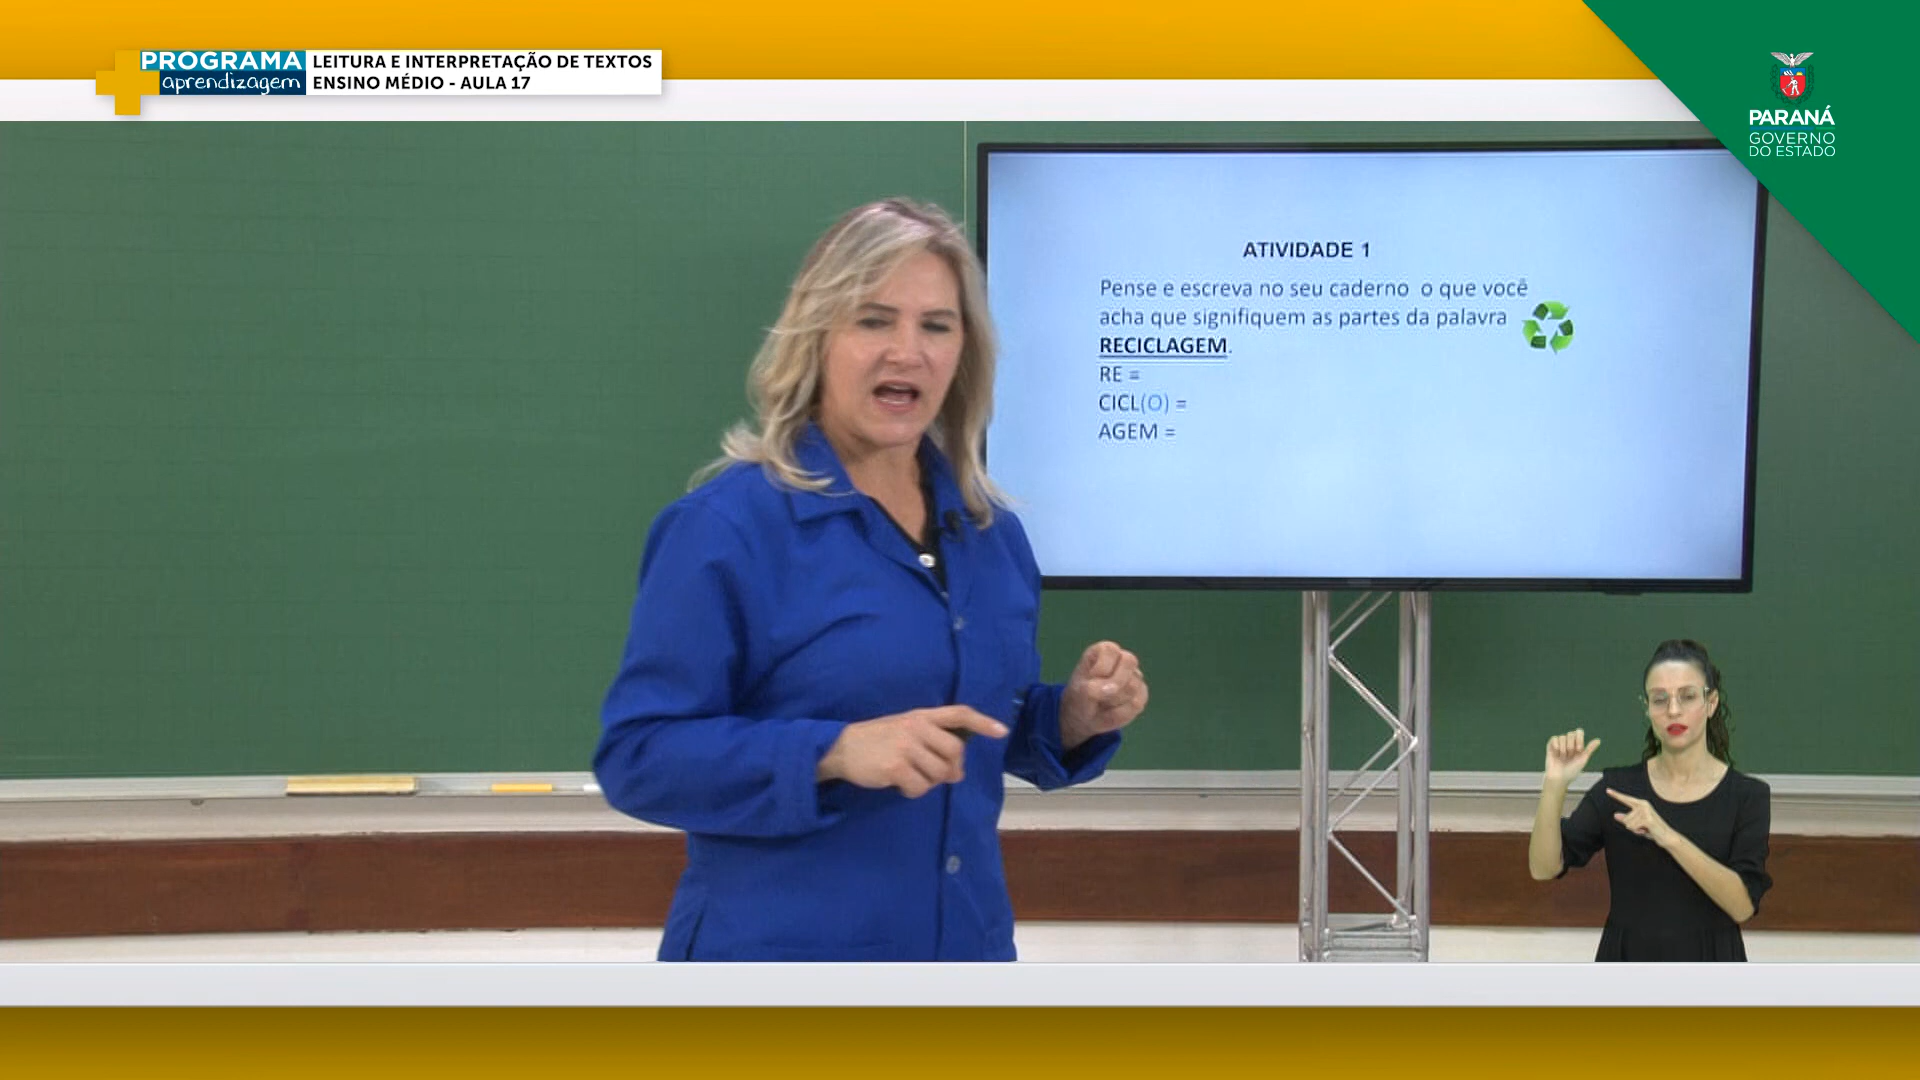 PROGRAMA
aprendizagem
LEITURA E INTERPRETAÇÃO DE TEXTOS
ENSINO MÉDIO - AULA 17
PARANÁ
GOVERNO
DO ESTADO
ATIVIDADE 1
Pense e escreva no seu caderno o que você
acha que signifiquem as partes da palavra
RECICLAGEM.
RE =
CICL(O) =
AGEM =